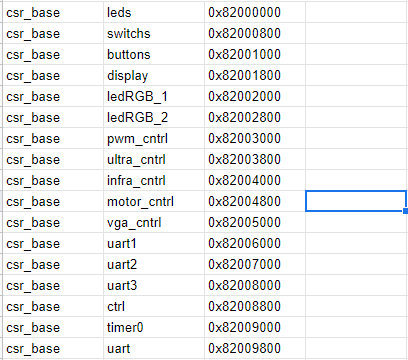 csr_base leds 0x82000000
csr_base switchs 0x82000800
csr_base buttons 0x82001000
csr_base display 0x82001800
csr_base ledRGB_1 0x82002000
csr_base ledRGB_2 0x82002800
csr_base pwm_cntrl 0x82003000
csr_base ultra_cntrl 0x82003800
csr_base infra_cntrl 0x82004000
csr_base motor_cntrl 0x82004800
csr_base vga_cntrl 0x82005000
csr_base uart1 0x82006000
csr_base uart2 0x82007000
csr_base uart3 0x82008000
csr_base ctrl 0x82008800
csr_base timer0 0x82009000
csr_base uart 0x82009800